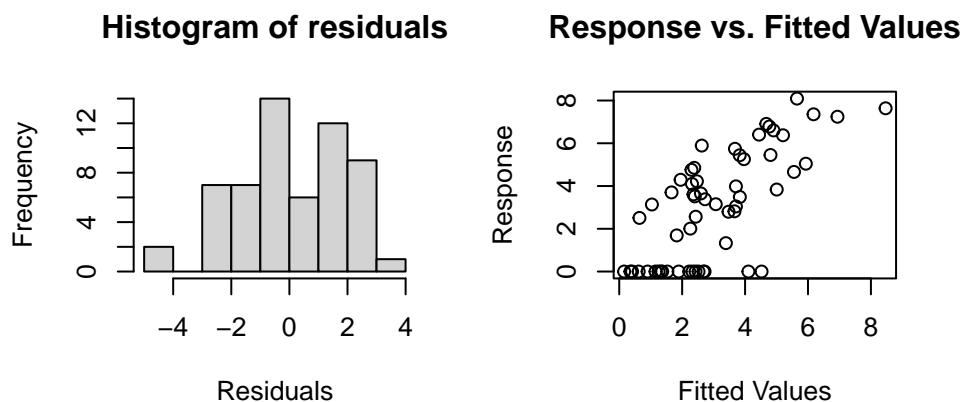 Histogram of residuals
Frequency
0 4 8 12
−4 −2 0 2 4
Residuals
Response vs. Fitted Values
Response
0 2 4 6 8
0 2 4 6 8
Fitted Values